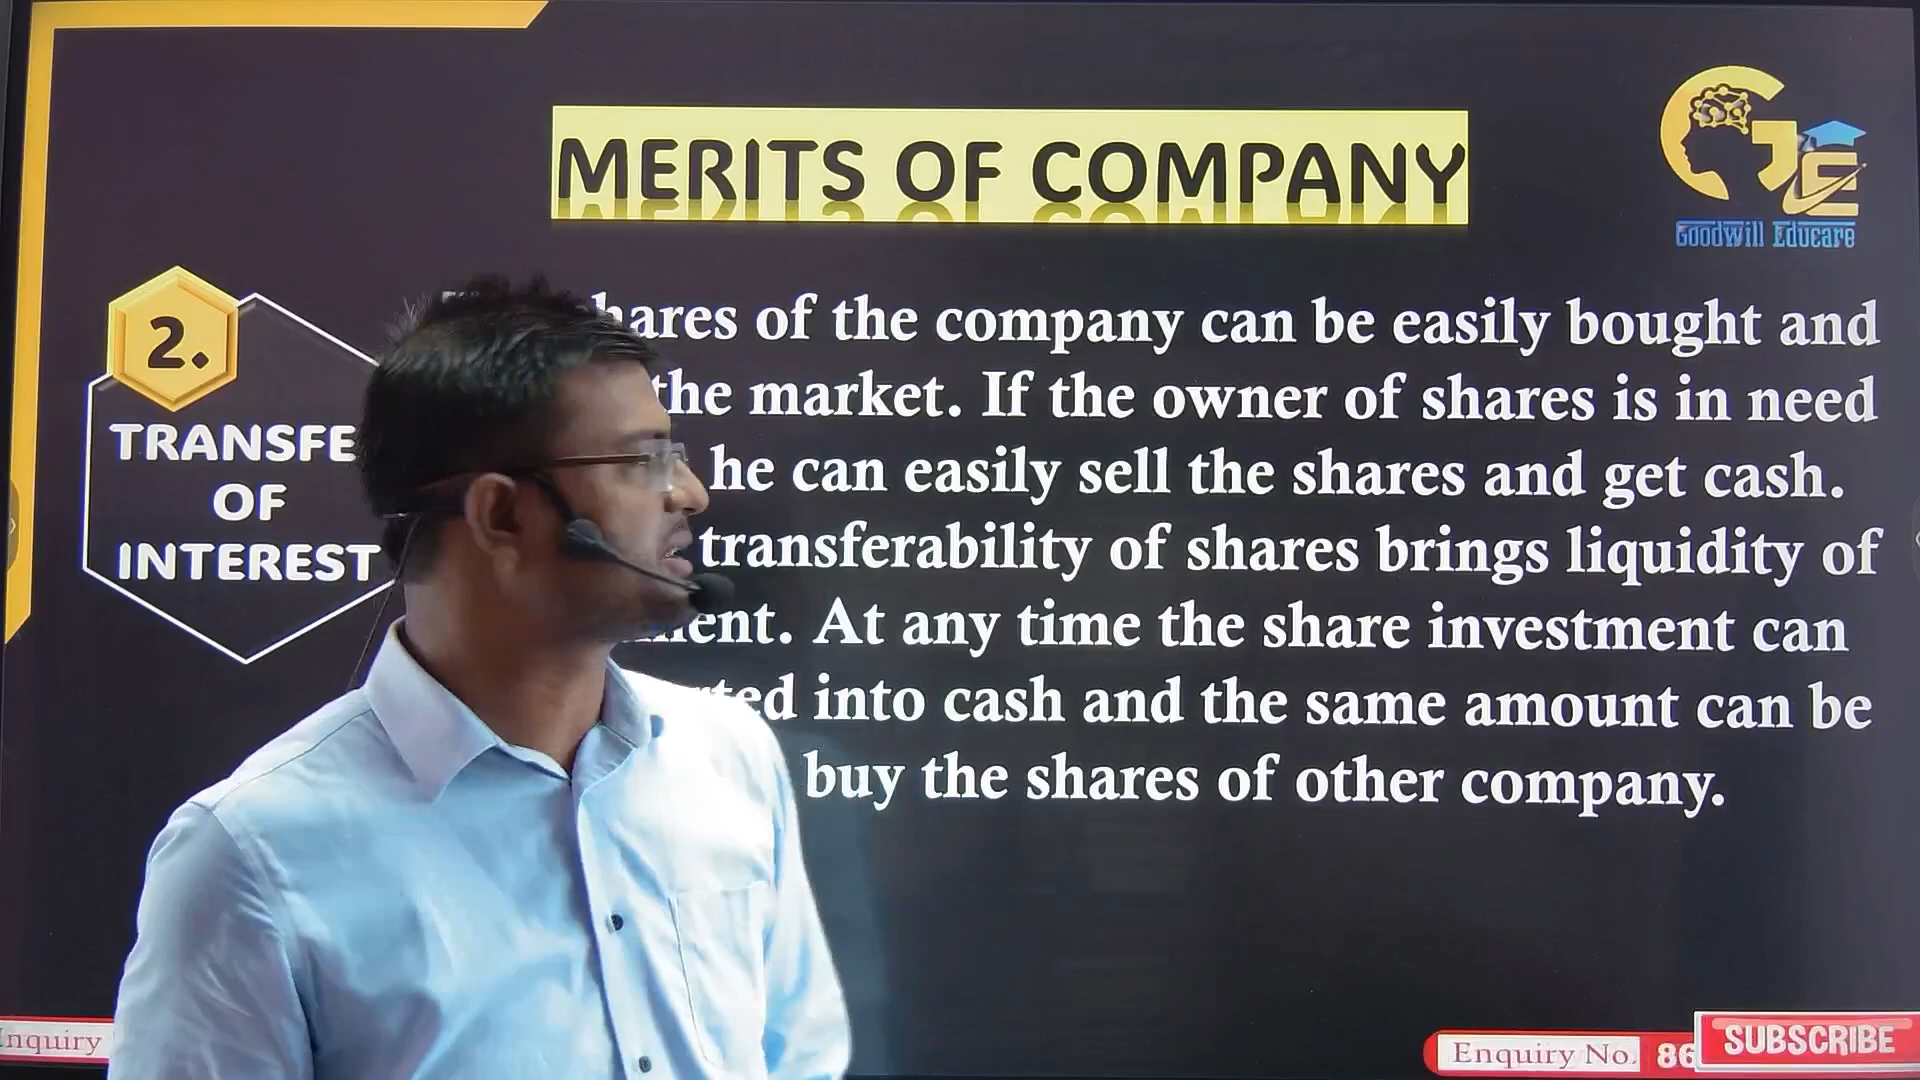 MERITS OF COMPANY
GoodWill Educare
2.
TRANSFE
OF
INTEREST
hares of the company can be easily bought and
the market. If the owner of shares is in need
he can easily sell the shares and get cash.
transferability of shares brings liquidity of
ment. At any time the share investment can
ted into cash and the same amount can be
buy the shares of other company.
nquiry
Enquiry No. 86
SUBSCRIBE